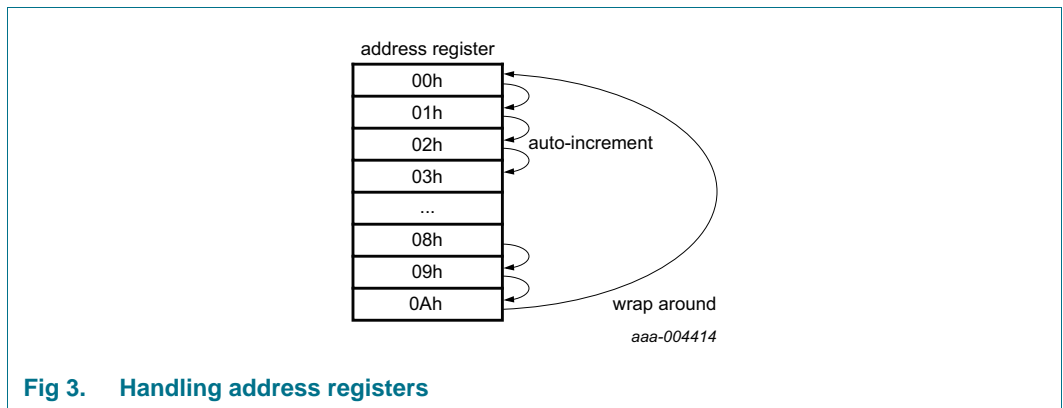 address register
00h
01h
02h
auto-increment
03h
...
08h
09h
0Ah
wrap around
aaa-004414
Fig 3. Handling address registers